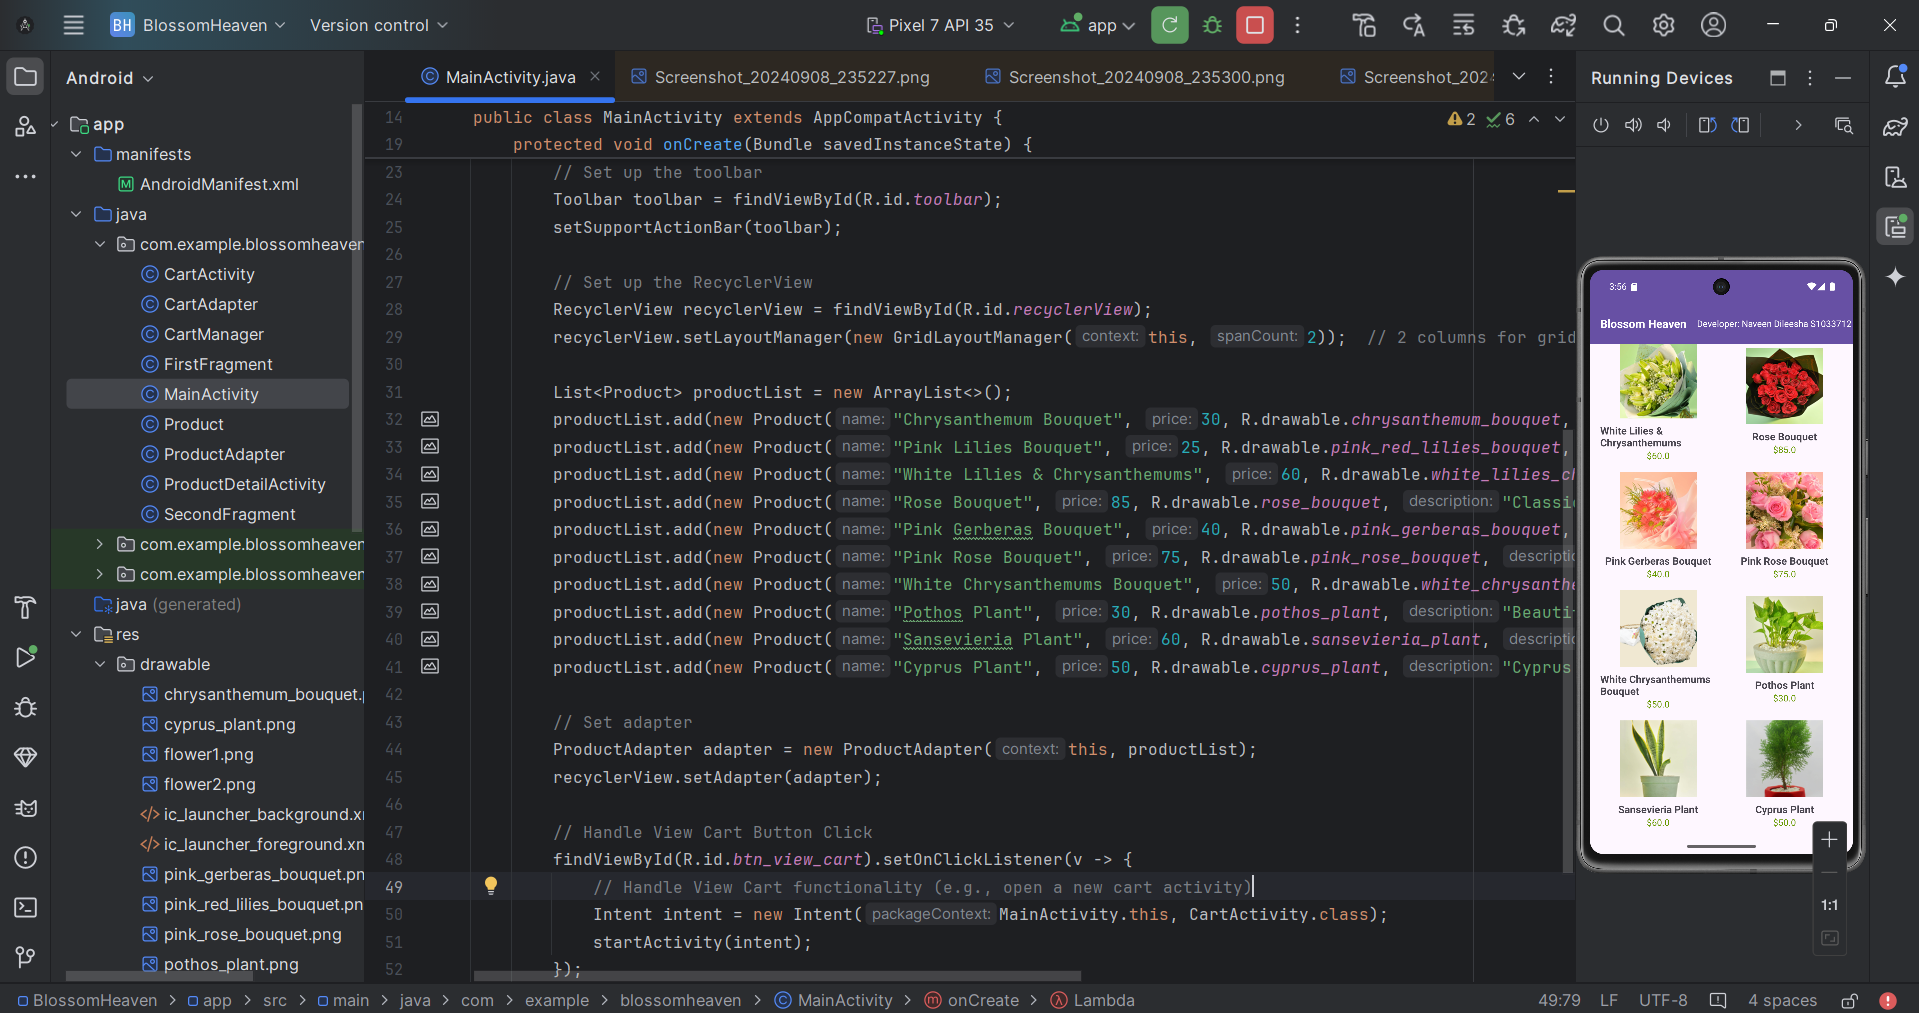 BH BlossomHeaven Version control Pixel 7 API 35 app
Android
app
manifests
AndroidManifest.xml
java
com.example.blossomheaven
CartActivity
CartAdapter
CartManager
FirstFragment
MainActivity
Product
ProductAdapter
ProductDetailActivity
SecondFragment
com.example.blossomheaven
com.example.blossomheaven
java (generated)
res
drawable
chrysanthemum_bouquet.
cyprus_plant.png
flower1.png
flower2.png
ic_launcher_background.x
ic_launcher_foreground.xm
pink_gerberas_bouquet.pn
pink_red_lilies_bouquet.pn
pink_rose_bouquet.png
pothos_plant.png
MainActivity.java Screenshot_20240908_235227.png Screenshot_20240908_235300.png Screenshot_202
2 6
14 public class MainActivity extends AppCompatActivity {
19 protected void onCreate(Bundle savedInstanceState) {
23 // Set up the toolbar
24 Toolbar toolbar = findViewById(R.id.toolbar);
25 setSupportActionBar(toolbar);
26
27 // Set up the RecyclerView
28 RecyclerView recyclerView = findViewById(R.id.recyclerView);
29 recyclerView.setLayoutManager(new GridLayoutManager( context: this, spanCount: 2)); // 2 columns for grid
30
31 List<Product> productList = new ArrayList<>();
32 productList.add(new Product( name: "Chrysanthemum Bouquet", price: 30, R.drawable.chrysanthemum_bouquet,
33 productList.add(new Product( name: "Pink Lilies Bouquet", price: 25, R.drawable.pink_red_lilies_bouquet,
34 productList.add(new Product( name: "White Lilies & Chrysanthemums", price: 60, R.drawable.white_lilies_c
35 productList.add(new Product( name: "Rose Bouquet", price: 85, R.drawable.rose_bouquet, description: "Classi
36 productList.add(new Product( name: "Pink Gerberas Bouquet", price: 40, R.drawable.pink_gerberas_bouquet,
37 productList.add(new Product( name: "Pink Rose Bouquet", price: 75, R.drawable.pink_rose_bouquet, descripti
38 productList.add(new Product( name: "White Chrysanthemums Bouquet", price: 50, R.drawable.white_chrysanthe
39 productList.add(new Product( name: "Pothos Plant", price: 30, R.drawable.pothos_plant, description: "Beauti
40 productList.add(new Product( name: "Sansevieria Plant", price: 60, R.drawable.sansevieria_plant, descripti
41 productList.add(new Product( name: "Cyprus Plant", price: 50, R.drawable.cyprus_plant, description: "Cyprus
42
43 // Set adapter
44 ProductAdapter adapter = new ProductAdapter( context: this, productList);
45 recyclerView.setAdapter(adapter);
46
47 // Handle View Cart Button Click
48 findViewById(R.id.btn_view_cart).setOnClickListener(v -> {
49 // Handle View Cart functionality (e.g., open a new cart activity)
50 Intent intent = new Intent( packageContext: MainActivity.this, CartActivity.class);
51 startActivity(intent);
52 });
Running Devices
3:56
Blossom Heaven Developer: Naveen Dileesha S1033712
White Lilies &
Chrysanthemums
$60.0
Rose Bouquet
$85.0
Pink Gerberas Bouquet
$40.0
Pink Rose Bouquet
$75.0
White Chrysanthemums
Bouquet
$50.0
Pothos Plant
$30.0
Sansevieria Plant
$60.0
Cyprus Plant
$50.0
1:1
BlossomHeaven > app > src > main > java > com > example > blossomheaven > MainActivity > onCreate > Lambda
49:79 LF UTF-8 4 spaces